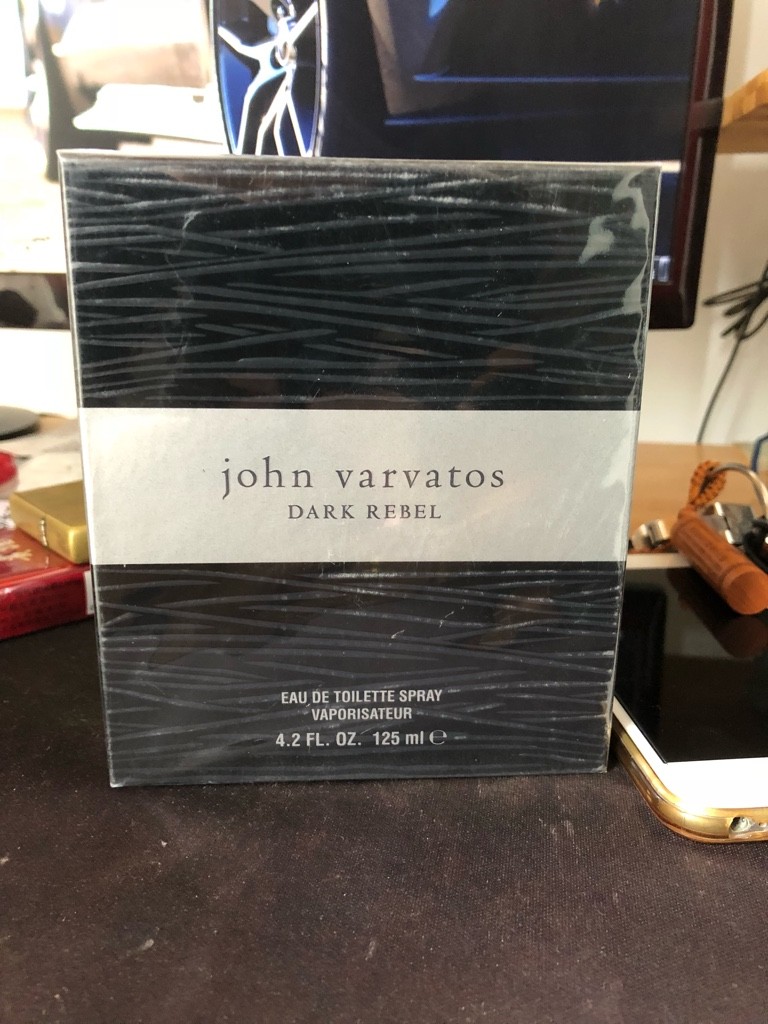 john varvatos
DARK REBEL
EAU DE TOILETTE SPRAY
VAPORISATEUR
4.2 FL. OZ. 125 ml ℮